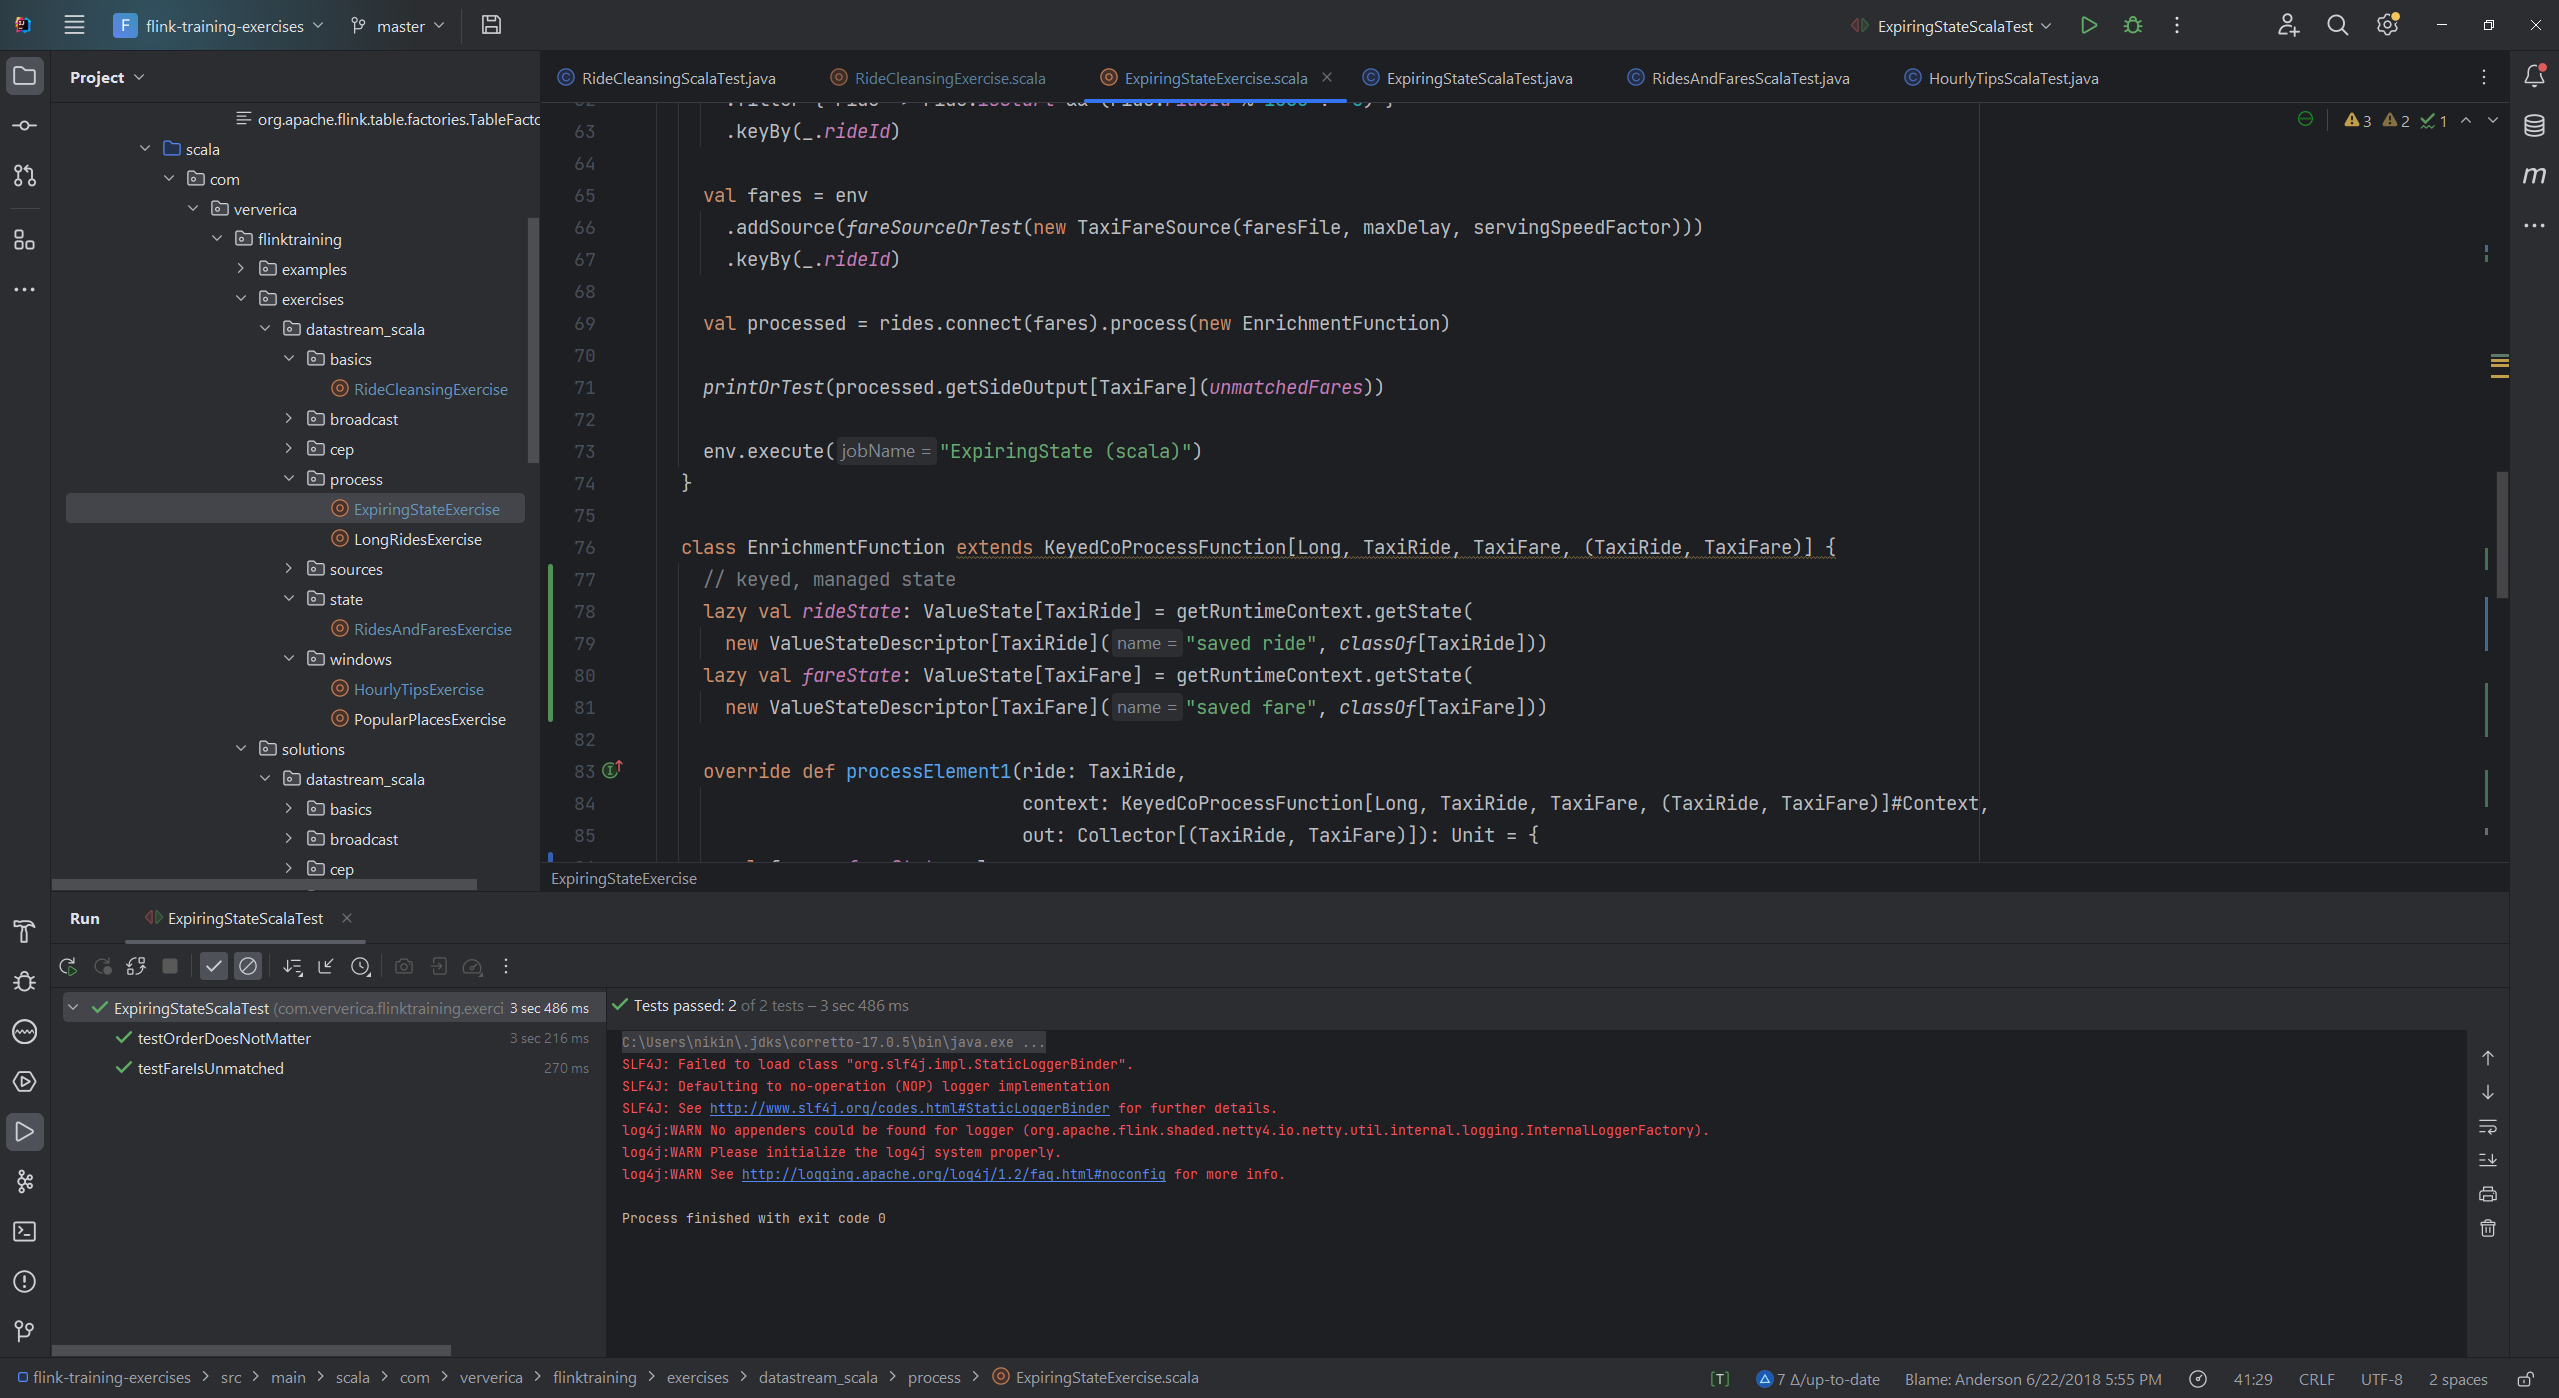 flink-training-exercises
master
ExpiringStateScalaTest
Project
RideCleansingScalaTest.java
RideCleansingExercise.scala
ExpiringStateExercise.scala
ExpiringStateScalaTest.java
RidesAndFaresScalaTest.java
HourlyTipsScalaTest.java
org.apache.flink.table.factories.TableFacto
scala
com
ververica
flinktraining
examples
exercises
datastream_scala
basics
RideCleansingExercise
broadcast
cep
process
ExpiringStateExercise
LongRidesExercise
sources
state
RidesAndFaresExercise
windows
HourlyTipsExercise
PopularPlacesExercise
solutions
datastream_scala
basics
broadcast
cep
3 2 1
63 .keyBy(_.rideId)
64
65 val fares = env
66 .addSource(fareSourceOrTest(new TaxiFareSource(faresFile, maxDelay, servingSpeedFactor)))
67 .keyBy(_.rideId)
68
69 val processed = rides.connect(fares).process(new EnrichmentFunction)
70
71 printOrTest(processed.getSideOutput[TaxiFare](unmatchedFares))
72
73 env.execute( jobName = "ExpiringState (scala)")
74 }
75
76 class EnrichmentFunction extends KeyedCoProcessFunction[Long, TaxiRide, TaxiFare, (TaxiRide, TaxiFare)] {
77 // keyed, managed state
78 lazy val rideState: ValueState[TaxiRide] = getRuntimeContext.getState(
79 new ValueStateDescriptor[TaxiRide]( name = "saved ride", classOf[TaxiRide]))
80 lazy val fareState: ValueState[TaxiFare] = getRuntimeContext.getState(
81 new ValueStateDescriptor[TaxiFare]( name = "saved fare", classOf[TaxiFare]))
82
83 override def processElement1(ride: TaxiRide,
84 context: KeyedCoProcessFunction[Long, TaxiRide, TaxiFare, (TaxiRide, TaxiFare)]#Context,
85 out: Collector[(TaxiRide, TaxiFare)]): Unit = {
ExpiringStateExercise
Run
ExpiringStateScalaTest
ExpiringStateScalaTest (com.ververica.flinktraining.exerci 3 sec 486 ms
testOrderDoesNotMatter 3 sec 216 ms
testFareIsUnmatched 270 ms
Tests passed: 2 of 2 tests – 3 sec 486 ms
C:\Users\nikin\.jdks\corretto-17.0.5\bin\java.exe ...
SLF4J: Failed to load class "org.slf4j.impl.StaticLoggerBinder".
SLF4J: Defaulting to no-operation (NOP) logger implementation
SLF4J: See http://www.slf4j.org/codes.html#StaticLoggerBinder for further details.
log4j:WARN No appenders could be found for logger (org.apache.flink.shaded.netty4.io.netty.util.internal.logging.InternalLoggerFactory).
log4j:WARN Please initialize the log4j system properly.
log4j:WARN See http://logging.apache.org/log4j/1.2/faq.html#noconfig for more info.
Process finished with exit code 0
flink-training-exercises > src > main > scala > com > ververica > flinktraining > exercises > datastream_scala > process > ExpiringStateExercise.scala
[T]
7 Δ/up-to-date
Blame: Anderson 6/22/2018 5:55 PM
41:29
CRLF
UTF-8
2 spaces